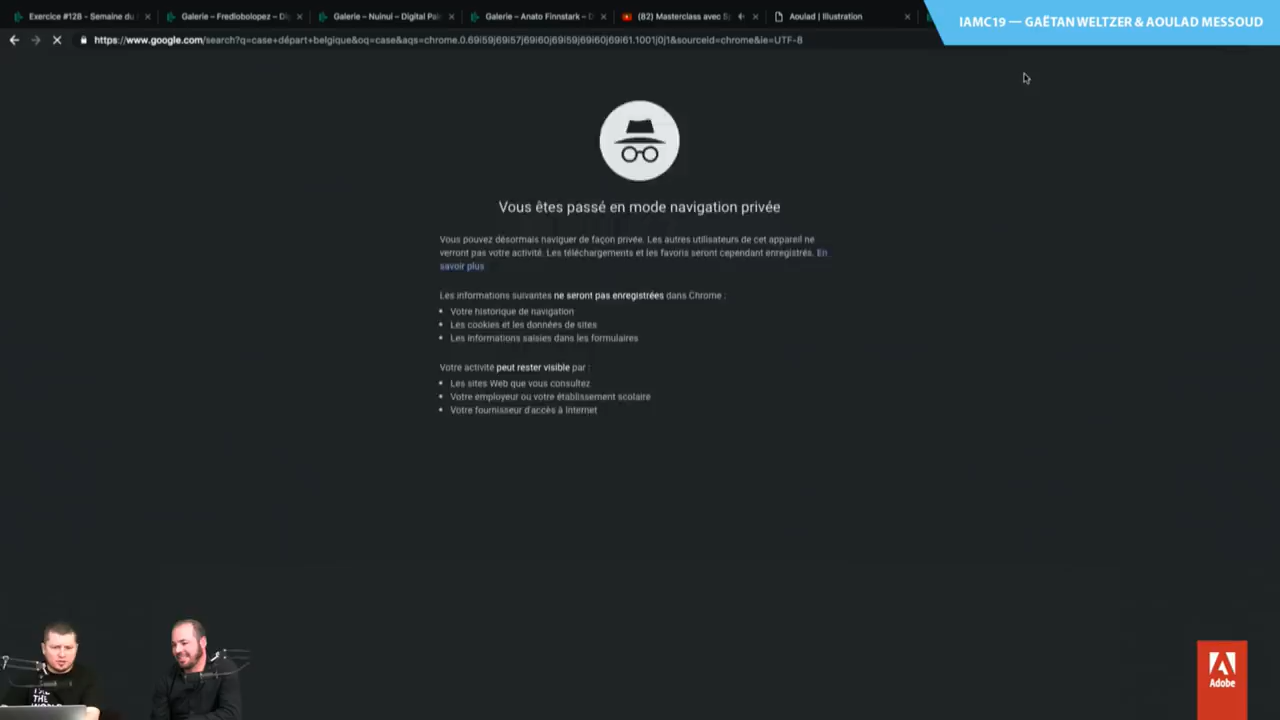 Exercice #128 - Semaine du
Galerie – Frediobolopez – Di
Galerie – Nuinui – Digital Pai
Galerie – Anato Finnstark – D
(82) Masterclass avec S
Aoulad | Illustration
IAMC19 — GAËTAN WELTZER & AOULAD MESSOUD
https://www.google.com/search?q=case+départ+belgique&oq=case&aqs=chrome.0.69i59j69i57j69i60j69i59j69i60j69i61.1001j0j1&sourceid=chrome&ie=UTF-8
Vous êtes passé en mode navigation privée
Vous pouvez désormais naviguer de façon privée. Les autres utilisateurs de cet appareil ne
verront pas votre activité. Les téléchargements et les favoris seront cependant enregistrés. En
savoir plus
Les informations suivantes ne seront pas enregistrées dans Chrome :
• Votre historique de navigation
• Les cookies et les données de sites
• Les informations saisies dans les formulaires
Votre activité peut rester visible par :
• Les sites Web que vous consultez
• Votre employeur ou votre établissement scolaire
• Votre fournisseur d'accès à Internet
THE
WORLD
Adobe